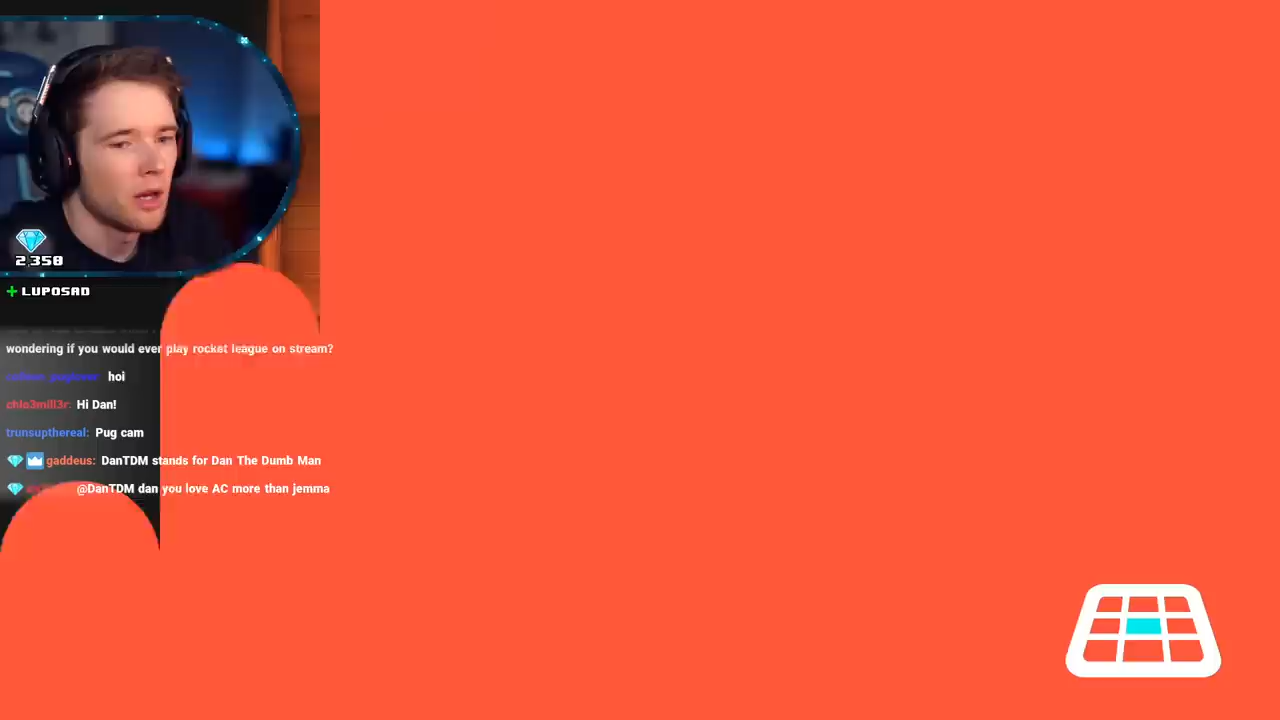 2,358
+ LUPOSAD
wondering if you would ever play rocket league on stream?
hoi
chlo3mill3r: Hi Dan!
trunsupthereal: Pug cam
gaddeus: DanTDM stands for Dan The Dumb Man
@DanTDM dan you love AC more than jemma